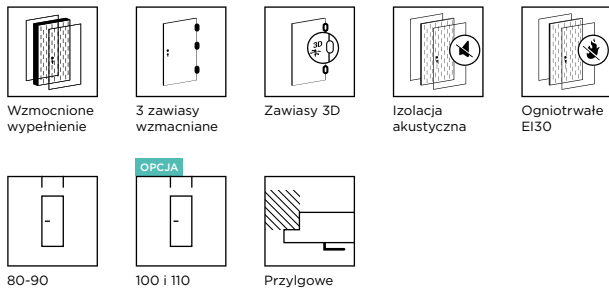 3D
Wzmocnione
wypełnienie
3 zawiasy
wzmacniane
Zawiasy 3D
Izolacja
akustyczna
Ogniotrwałe
EI30
OPCJA
80-90
100 i 110
Przylgowe